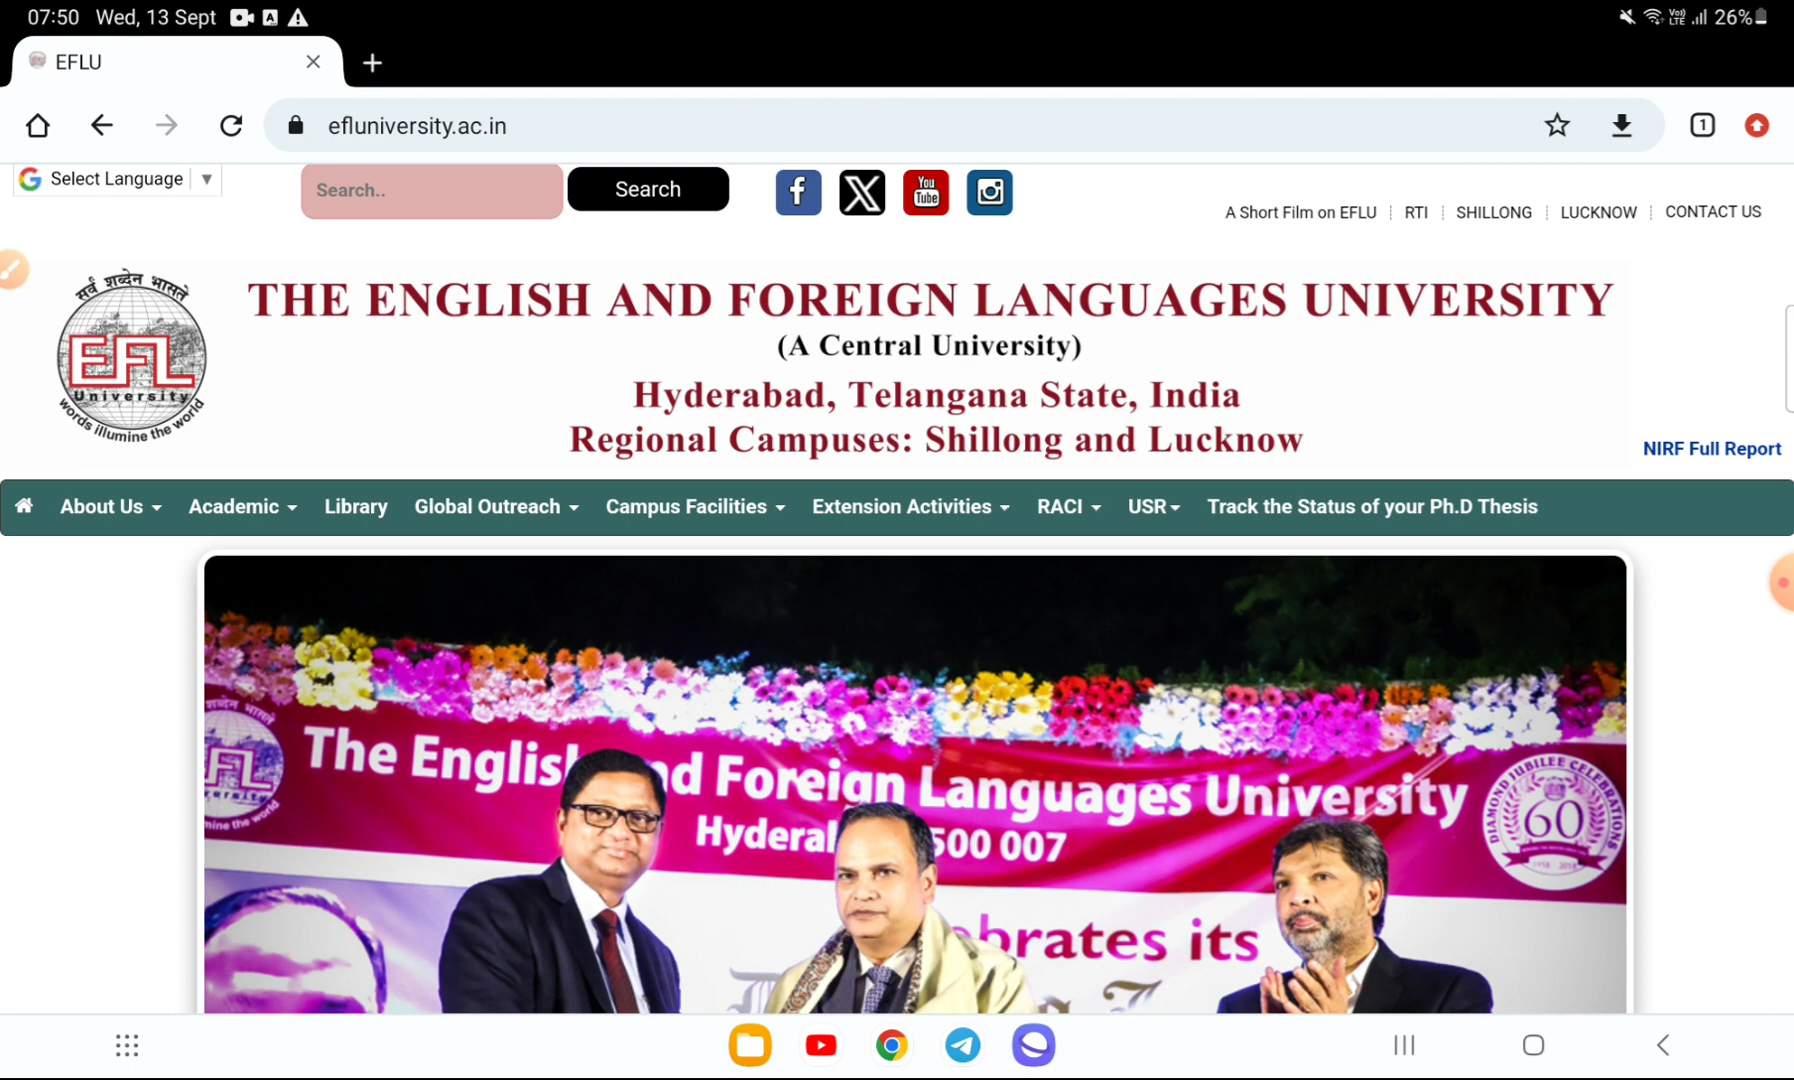 07:50 Wed, 13 Sept
26%
EFLU
efluniversity.ac.in
Select Language ▼
Search..
Search
You Tube
A Short Film on EFLU | RTI | SHILLONG | LUCKNOW | CONTACT US
सर्वं शब्देन भासते
EFL
University
words illumine the world
THE ENGLISH AND FOREIGN LANGUAGES UNIVERSITY
(A Central University)
Hyderabad, Telangana State, India
Regional Campuses: Shillong and Lucknow
NIRF Full Report
About Us Academic Library Global Outreach Campus Facilities Extension Activities RACI USR Track the Status of your Ph.D Thesis
The Englis nd Foreign Languages University
Hydera 500 007
DIAMOND JUBILEE CELEBRATIONS
60
brates its